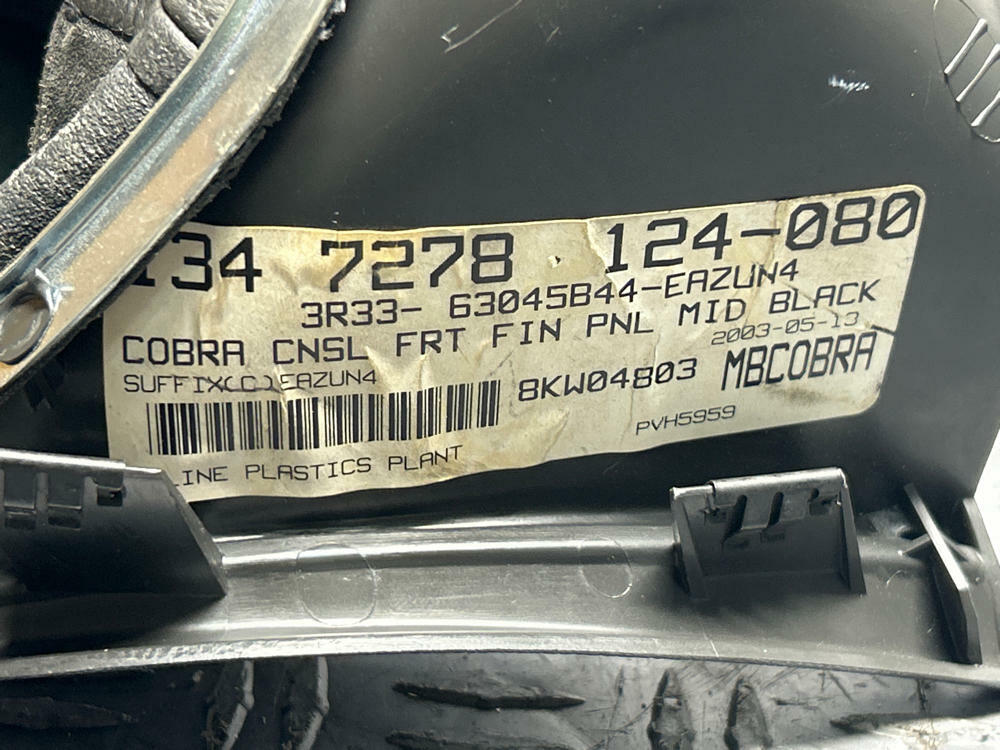 134 7278 124-080
3R33- 63045B44-EAZUN4
COBRA CNSL FRT FIN PNL MID BLACK
2003-05-13
SUFFIX(C) EAZUN4
8KW04803 MBCOBRA
PVH5959
LINE PLASTICS PLANT